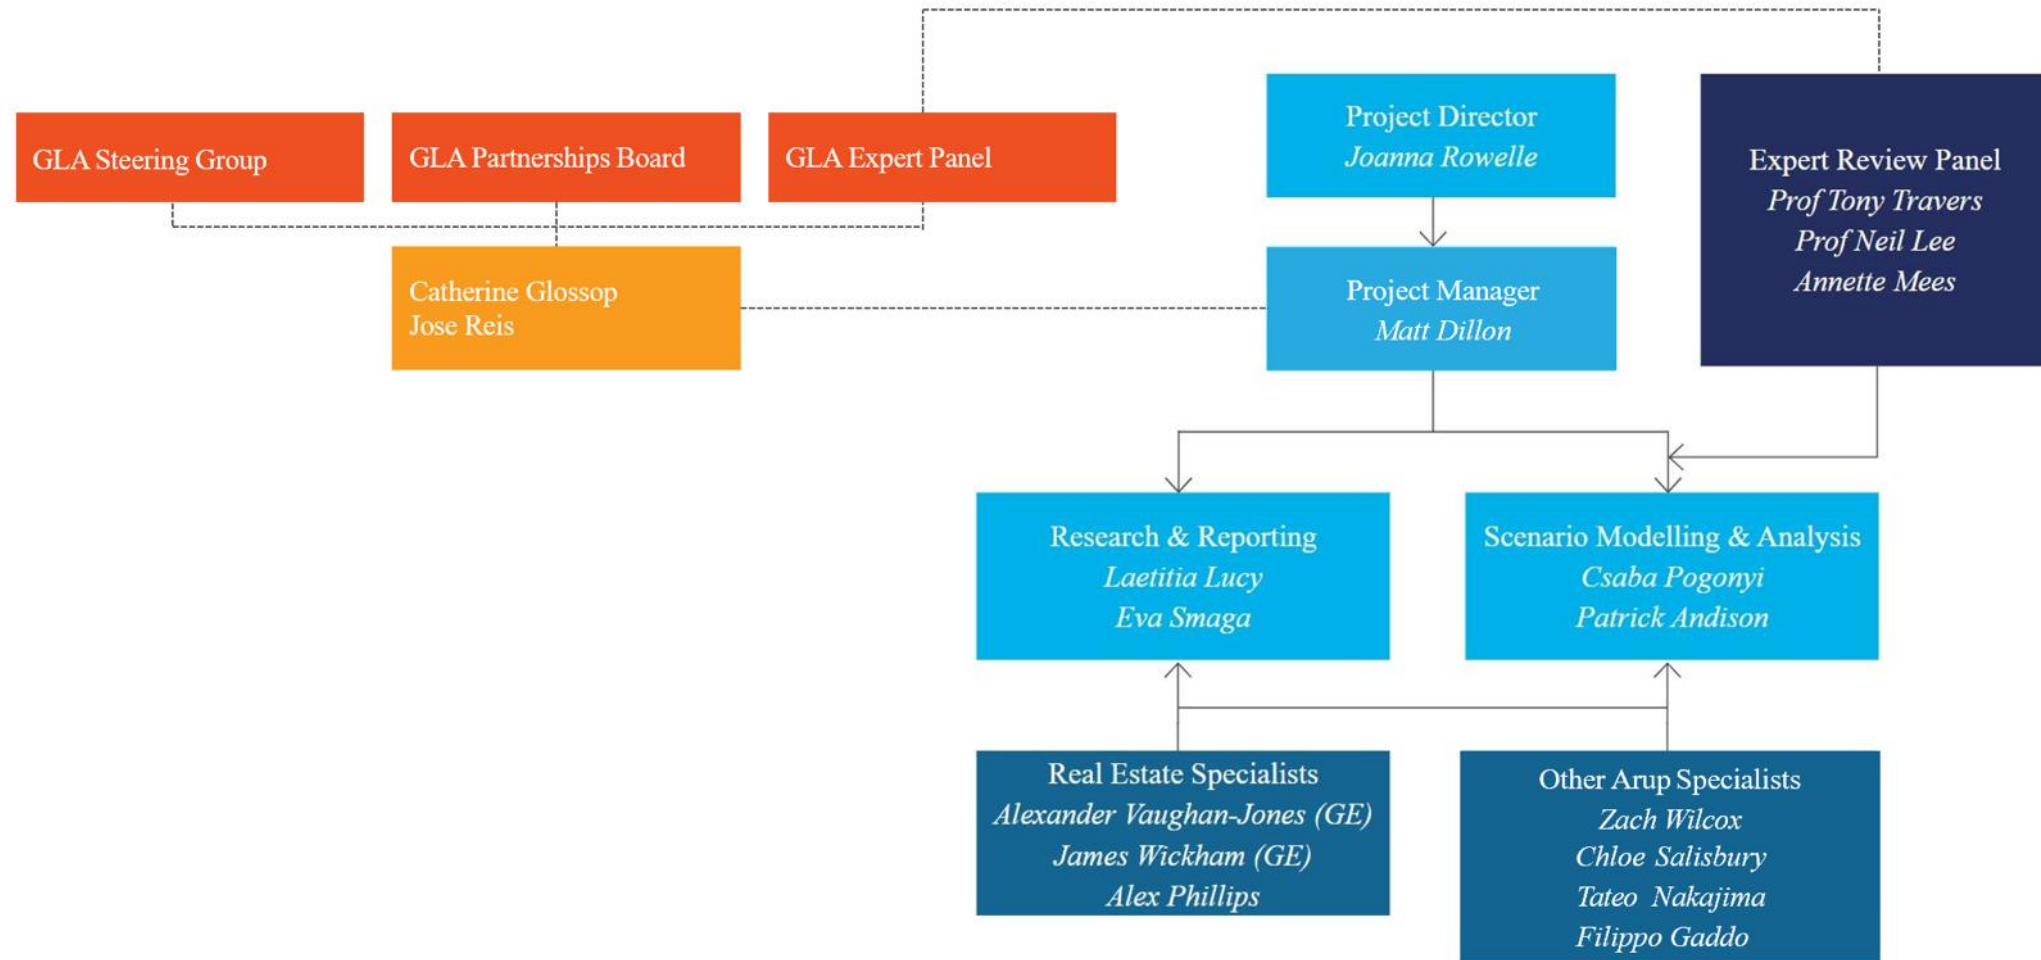 GLA Steering Group
GLA Partnerships Board
GLA Expert Panel
Project Director
Joanna Rowelle
Expert Review Panel
Prof Tony Travers
Prof Neil Lee
Annette Mees
Catherine Glossop
Jose Reis
Project Manager
Matt Dillon
Research & Reporting
Laetitia Lucy
Eva Smaga
Scenario Modelling & Analysis
Csaba Pogonyi
Patrick Andison
Real Estate Specialists
Alexander Vaughan-Jones (GE)
James Wickham (GE)
Alex Phillips
Other Arup Specialists
Zach Wilcox
Chloe Salisbury
Tateo Nakajima
Filippo Gaddo